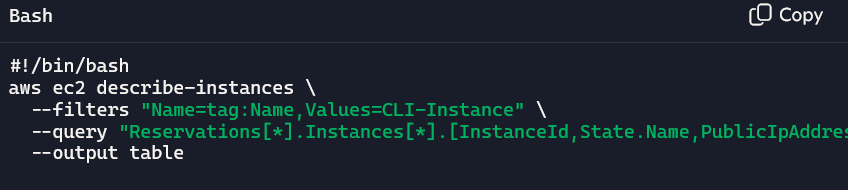 Bash
Copy
#!/bin/bash
aws ec2 describe-instances \
--filters "Name=tag:Name,Values=CLI-Instance" \
--query "Reservations[*].Instances[*].[InstanceId,State.Name,PublicIpAddres
--output table